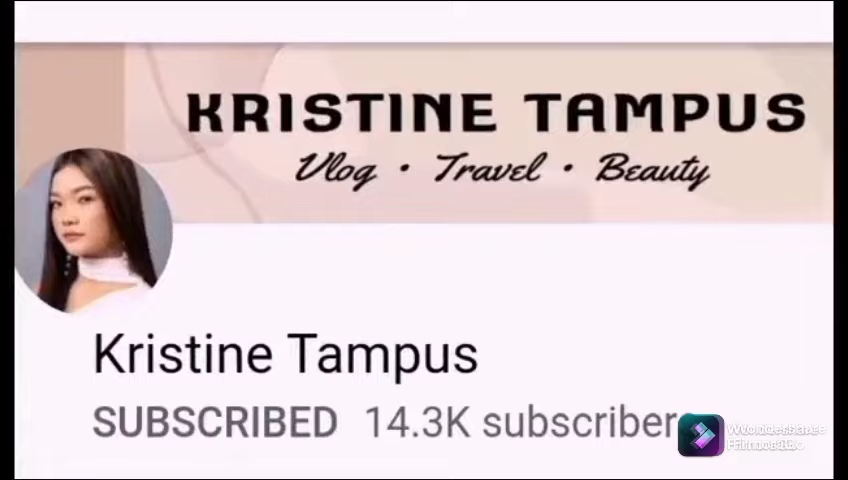 KRISTINE TAMPUS
Vlog • Travel • Beauty
Kristine Tampus
SUBSCRIBED 14.3K subscriber